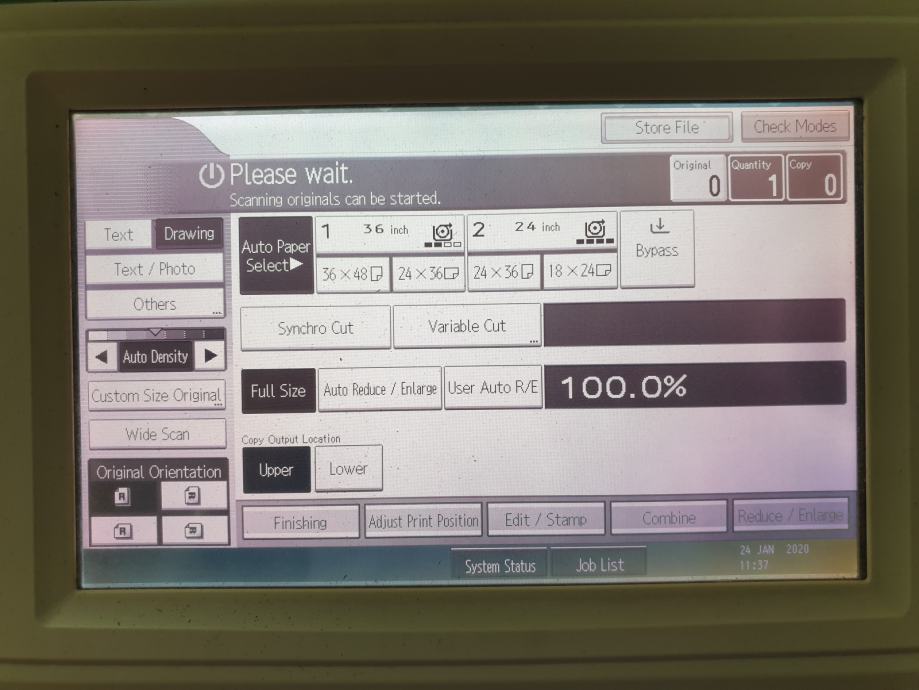 Store File
Check Modes
Please wait.
Scanning originals can be started.
Original 0
Quantity 1
Copy 0
Text
Drawing
Text / Photo
Others
...
Auto Density
Custom Size Original
...
Wide Scan
Original Orientation
R
R
R
R
Auto Paper
Select▶
1 36 inch
2 24 inch
Bypass
36×48
24×36
24×36
18×24
Synchro Cut
Variable Cut
...
Full Size
Auto Reduce / Enlarge
User Auto R/E
100.0%
Copy Output Location
Upper
Lower
Finishing
Adjust Print Position
Edit / Stamp
Combine
Reduce / Enlarge
System Status
Job List
24 JAN 2020
11:37